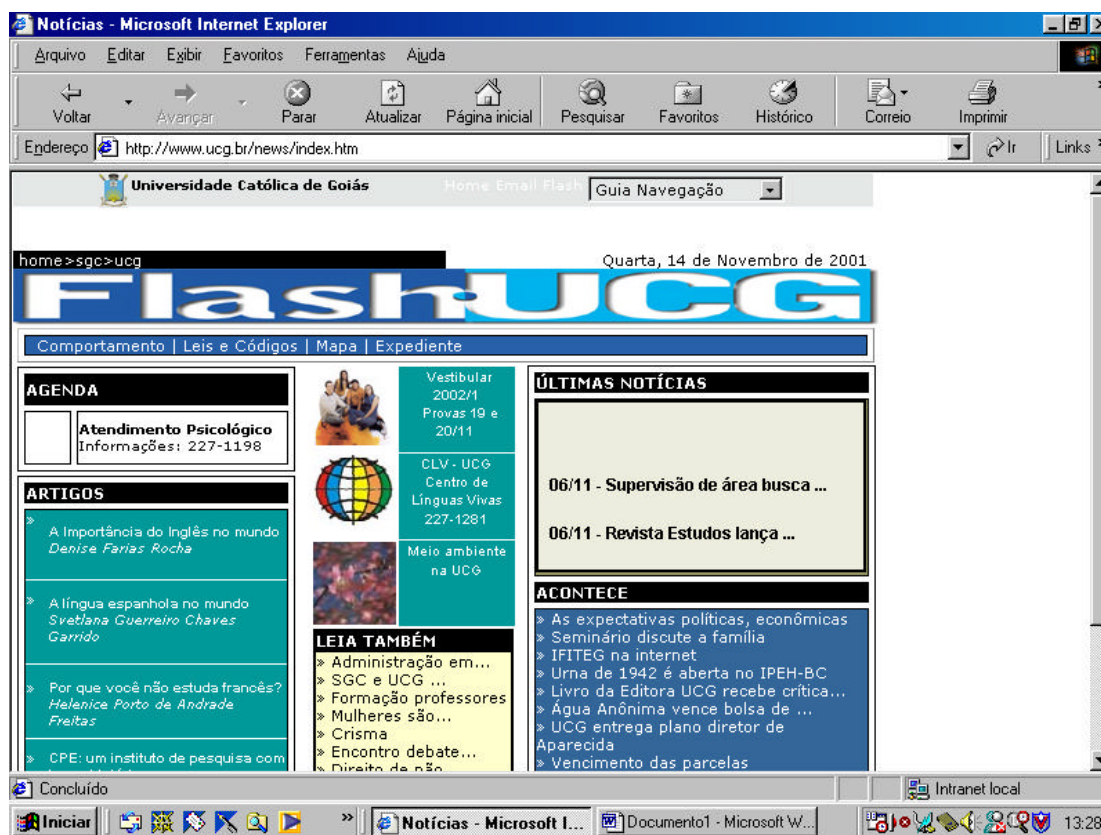 Notícias - Microsoft Internet Explorer
Arquivo Editar Exibir Favoritos Ferramentas Ajuda
Voltar Avançar Parar Atualizar Página inicial Pesquisar Favoritos Histórico Correio Imprimir
Endereço http://www.ucg.br/news/index.htm Ir Links
Universidade Católica de Goiás Home Email Flash Guia Navegação
home>sgc>ucg Quarta, 14 de Novembro de 2001
Flash UCG
Comportamento | Leis e Códigos | Mapa | Expediente
AGENDA
Atendimento Psicológico
Informações: 227-1198
ARTIGOS
» A Importância do Inglês no mundo
Denise Farias Rocha
» A língua espanhola no mundo
Svetlana Guerreiro Chaves
Garrido
» Por que você não estuda francês?
Helenice Porto de Andrade
Freitas
» CPE: um instituto de pesquisa com
Vestibular
2002/1
Provas 19 e
20/11
CLV - UCG
Centro de
Línguas Vivas
227-1281
Meio ambiente
na UCG
LEIA TAMBÉM
» Administração em...
» SGC e UCG ...
» Formação professores
» Mulheres são...
» Crisma
» Encontro debate...
» Direito de não
ÚLTIMAS NOTÍCIAS
06/11 - Supervisão de área busca ...
06/11 - Revista Estudos lança ...
ACONTECE
» As expectativas políticas, econômicas
» Seminário discute a família
» IFITEG na internet
» Urna de 1942 é aberta no IPEH-BC
» Livro da Editora UCG recebe crítica...
» Água Anônima vence bolsa de ...
» UCG entrega plano diretor de
Aparecida
» Vencimento das parcelas
Concluído Intranet local
Iniciar » Notícias - Microsoft I... Documento1 - Microsoft W... 13:28